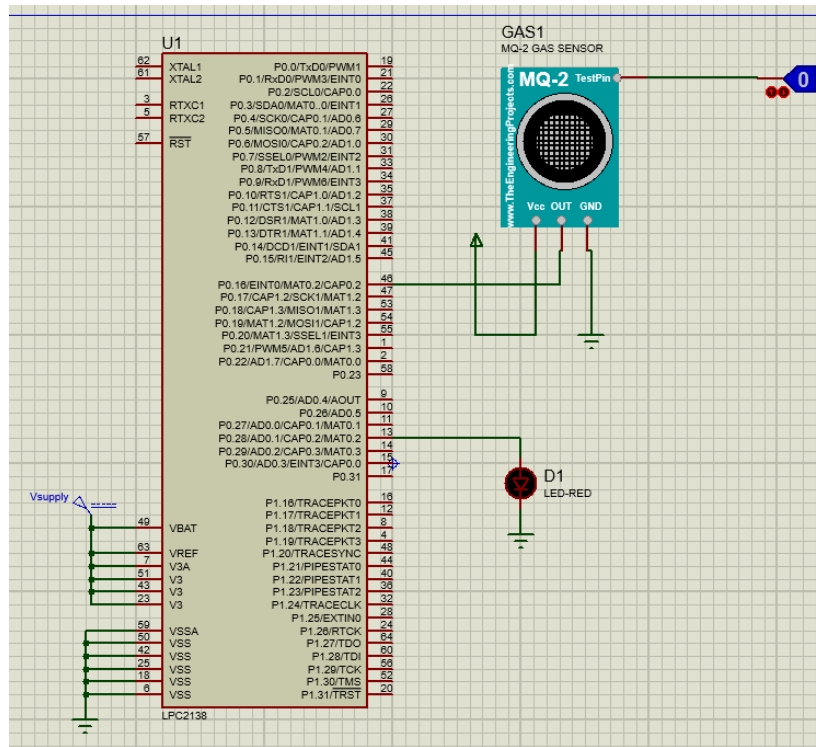 U1
62 XTAL1 P0.0/TxD0/PWM1 19
61 XTAL2 P0.1/RxD0/PWM3/EINT0 21
P0.2/SCL0/CAP0.0 22
3 RTXC1 P0.3/SDA0/MAT0..0/EINT1 26
5 RTXC2 P0.4/SCK0/CAP0.1/AD0.6 27
P0.5/MISO0/MAT0.1/AD0.7 29
57 RST P0.6/MOSI0/CAP0.2/AD1.0 30
P0.7/SSEL0/PWM2/EINT2 31
P0.8/TxD1/PWM4/AD1.1 33
P0.9/RxD1/PWM6/EINT3 34
P0.10/RTS1/CAP1.0/AD1.2 35
P0.11/CTS1/CAP1.1/SCL1 37
P0.12/DSR1/MAT1.0/AD1.3 38
P0.13/DTR1/MAT1.1/AD1.4 39
P0.14/DCD1/EINT1/SDA1 41
P0.15/RI1/EINT2/AD1.5 45
P0.16/EINT0/MAT0.2/CAP0.2 46
P0.17/CAP1.2/SCK1/MAT1.2 47
P0.18/CAP1.3/MISO1/MAT1.3 53
P0.19/MAT1.2/MOSI1/CAP1.2 54
P0.20/MAT1.3/SSEL1/EINT3 55
P0.21/PWM5/AD1.6/CAP1.3 1
P0.22/AD1.7/CAP0.0/MAT0.0 2
P0.23 58
P0.25/AD0.4/AOUT 9
P0.26/AD0.5 10
P0.27/AD0.0/CAP0.1/MAT0.1 11
P0.28/AD0.1/CAP0.2/MAT0.2 13
P0.29/AD0.2/CAP0.3/MAT0.3 14
P0.30/AD0.3/EINT3/CAP0.0 15
P0.31 17
P1.16/TRACEPKT0 16
P1.17/TRACEPKT1 12
49 VBAT P1.18/TRACEPKT2 8
P1.19/TRACEPKT3 4
63 VREF P1.20/TRACESYNC 48
7 V3A P1.21/PIPESTAT0 44
51 V3 P1.22/PIPESTAT1 40
43 V3 P1.23/PIPESTAT2 36
23 V3 P1.24/TRACECLK 32
P1.25/EXTIN0 28
59 VSSA P1.26/RTCK 24
50 VSS P1.27/TDO 64
42 VSS P1.28/TDI 60
25 VSS P1.29/TCK 56
18 VSS P1.30/TMS 52
6 VSS P1.31/TRST 20
LPC2138
Vsupply
GAS1
MQ-2 GAS SENSOR
MQ-2 TestPin
0
www.TheEngineeringProjects.com
Vcc OUT GND
D1
LED-RED